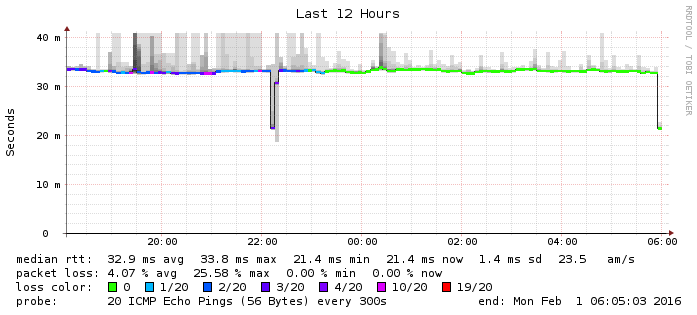 Last 12 Hours
RRDTOOL / TOBI OETIKER
Seconds
40 m
30 m
20 m
10 m
0
20:00 22:00 00:00 02:00 04:00 06:00
median rtt: 32.9 ms avg 33.8 ms max 21.4 ms min 21.4 ms now 1.4 ms sd 23.5 am/s
packet loss: 4.07 % avg 25.58 % max 0.00 % min 0.00 % now
loss color: 0 1/20 2/20 3/20 4/20 10/20 19/20
probe: 20 ICMP Echo Pings (56 Bytes) every 300s end: Mon Feb 1 06:05:03 2016